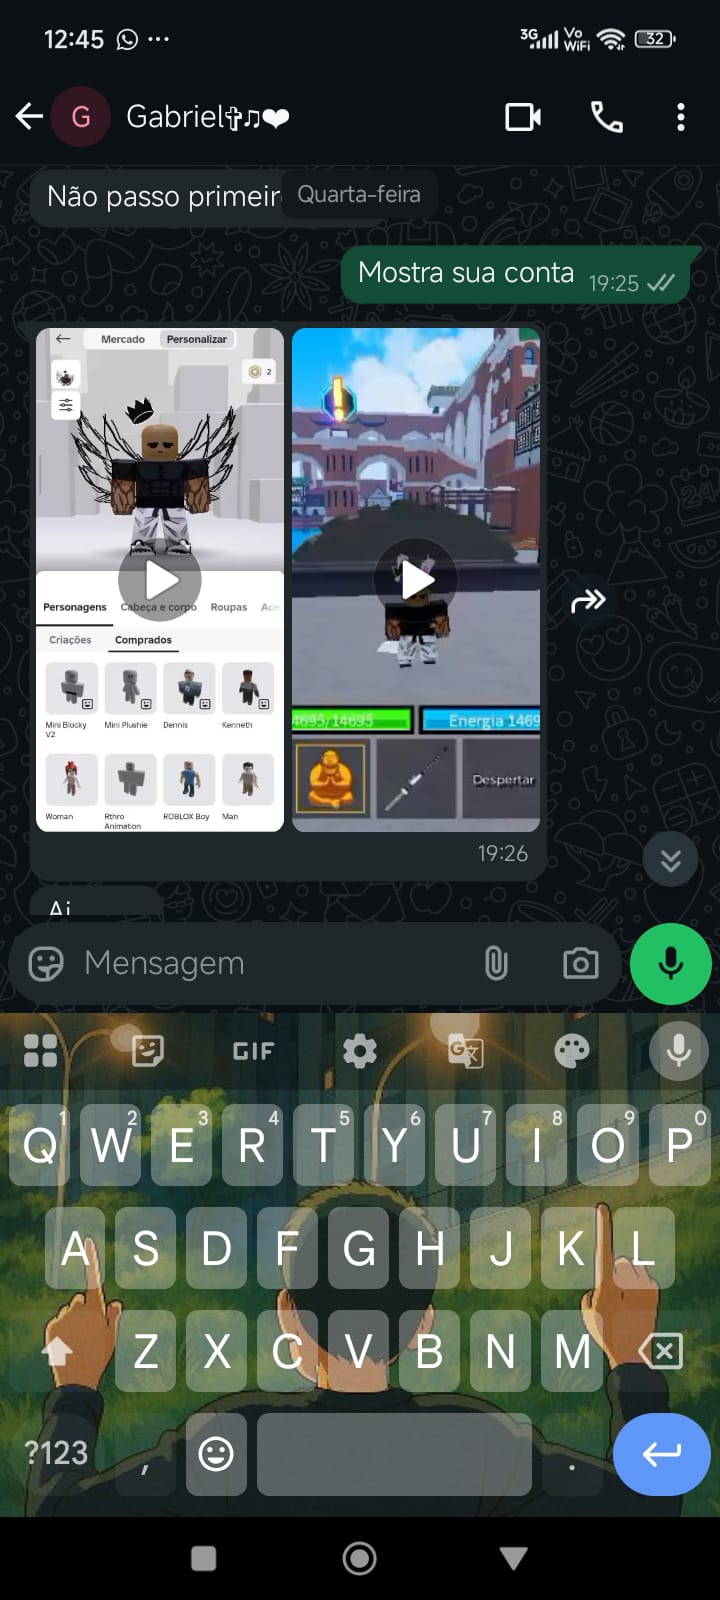 12:45
3G
Vo
WiFi
32
G
Gabriel✞♫❤
Não passo primeir
Quarta-feira
Mostra sua conta 19:25
Mercado Personalizar
2
Personagens Cabeça e corpo Roupas Ace
Criações Comprados
Mini Blocky V2
Mini Plushie
Dennis
Kenneth
Woman
Rthro Animation
ROBLOX Boy
Man
4695/14695
Energia 1469
Despertar
19:26
Ai
Mensagem
GIF
1 2 3 4 5 6 7 8 9 0
Q W E R T Y U I O P
A S D F G H J K L
Z X C V B N M
?123 , .